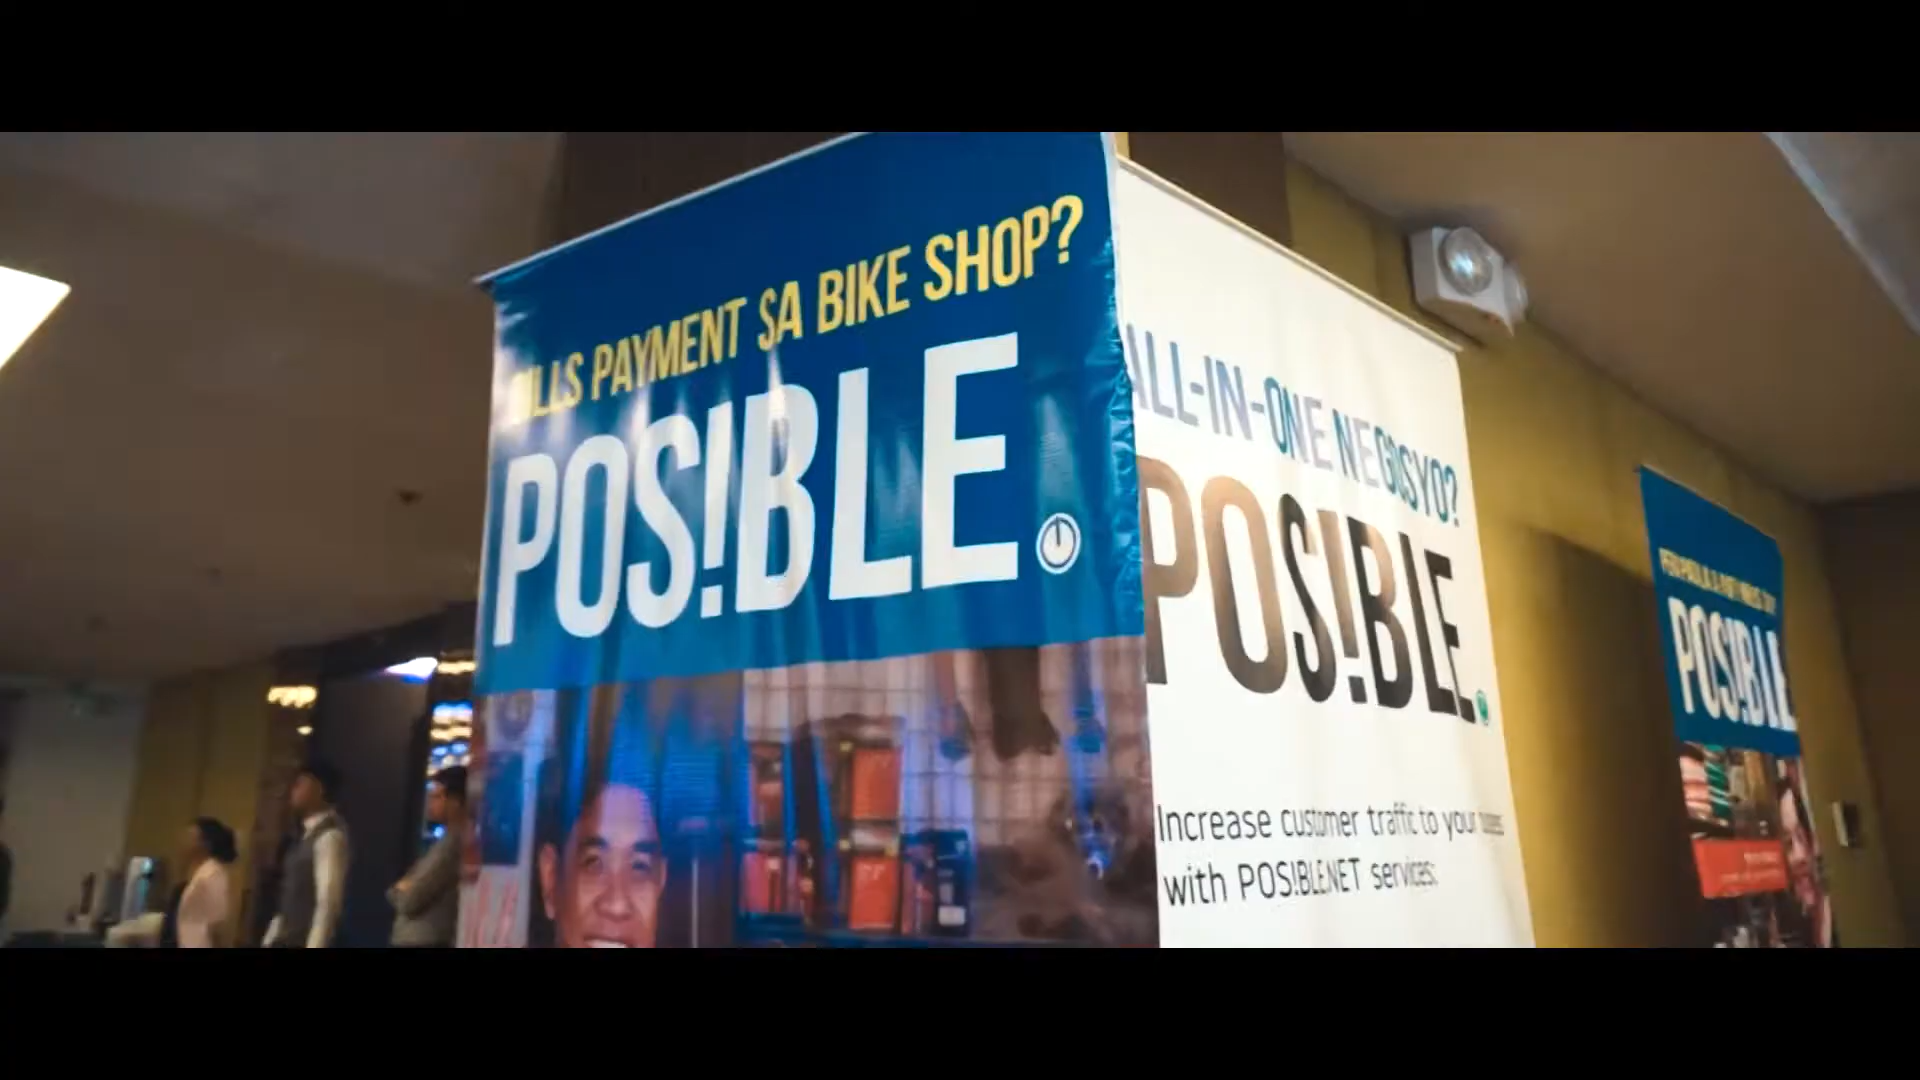 BILLS PAYMENT SA BIKE SHOP?
POS!BLE.
ALL-IN-ONE NEGOSYO?
POS!BLE.
Increase customer traffic to your
with POS!BLE.NET services:
POS!BLE